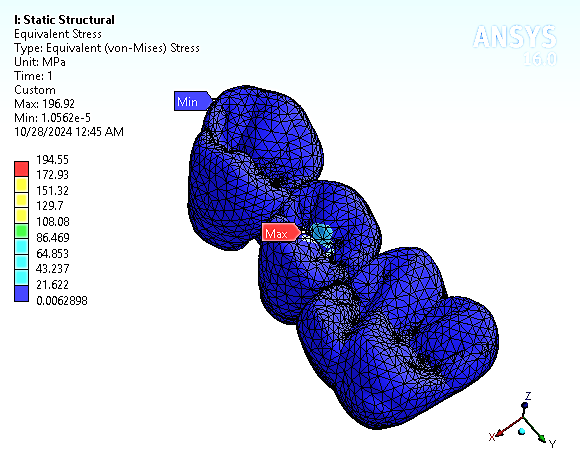 I: Static Structural
Equivalent Stress
Type: Equivalent (von-Mises) Stress
Unit: MPa
Time: 1
Custom
Max: 196.92
Min: 1.0562e-5
10/28/2024 12:45 AM
194.55
172.93
151.32
129.7
108.08
86.469
64.853
43.237
21.622
0.0062898
ANSYS
16.0
Min
Max
Z
X
Y